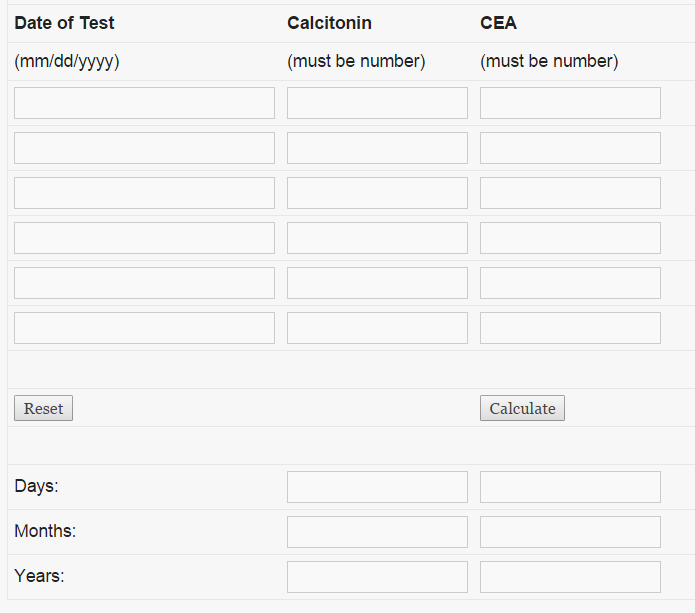 Date of Test Calcitonin CEA
(mm/dd/yyyy) (must be number) (must be number)
Reset Calculate
Days:
Months:
Years: